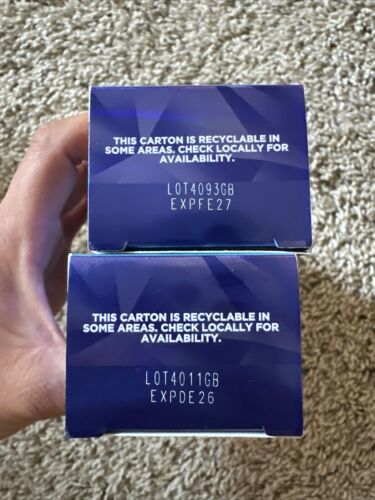 THIS CARTON IS RECYCLABLE IN
SOME AREAS. CHECK LOCALLY FOR
AVAILABILITY.
LOT4093GB
EXPFE27
THIS CARTON IS RECYCLABLE IN
SOME AREAS. CHECK LOCALLY FOR
AVAILABILITY.
LOT4011GB
EXPDE26